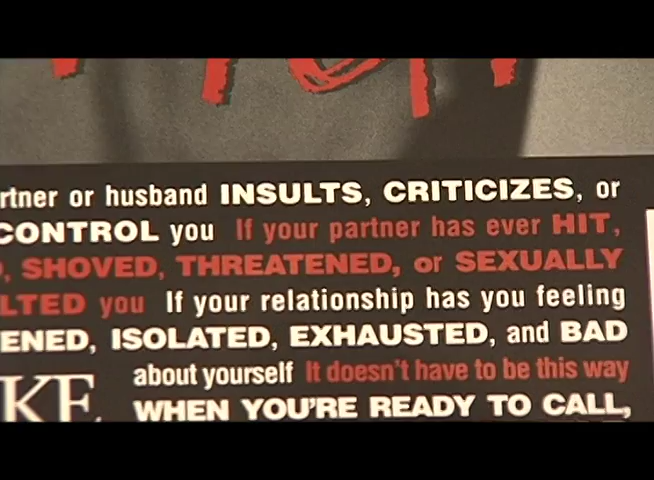 rtner or husband INSULTS, CRITICIZES, or
CONTROL you If your partner has ever HIT,
, SHOVED, THREATENED, or SEXUALLY
LTED you If your relationship has you feeling
ENED, ISOLATED, EXHAUSTED, and BAD
about yourself It doesn't have to be this way
KE
WHEN YOU'RE READY TO CALL,